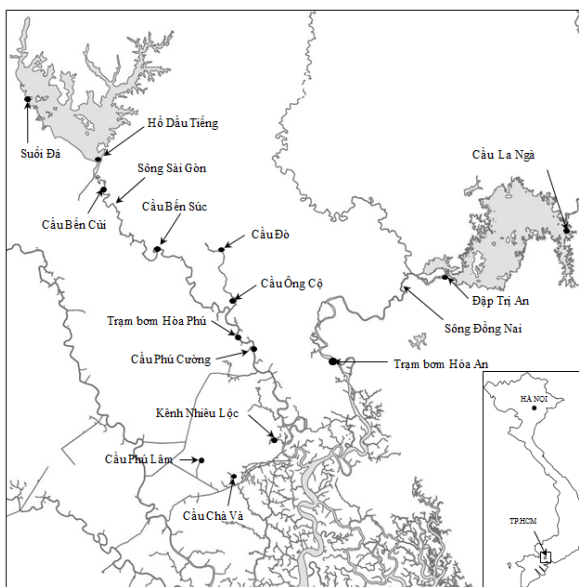 Hồ Dầu Tiếng
Suối Đá
Sông Sài Gòn
Cầu La Ngà
Cầu Bến Súc
Cầu Bến Củi
Cầu Đò
Cầu Ông Cộ
Đập Trị An
Trạm bơm Hòa Phú
Sông Đồng Nai
Cầu Phú Cường
Trạm bơm Hóa An
HÀ NỘI
Kênh Nhiêu Lộc
Cầu Phú Lâm
Cầu Chà Và
TP.HCM